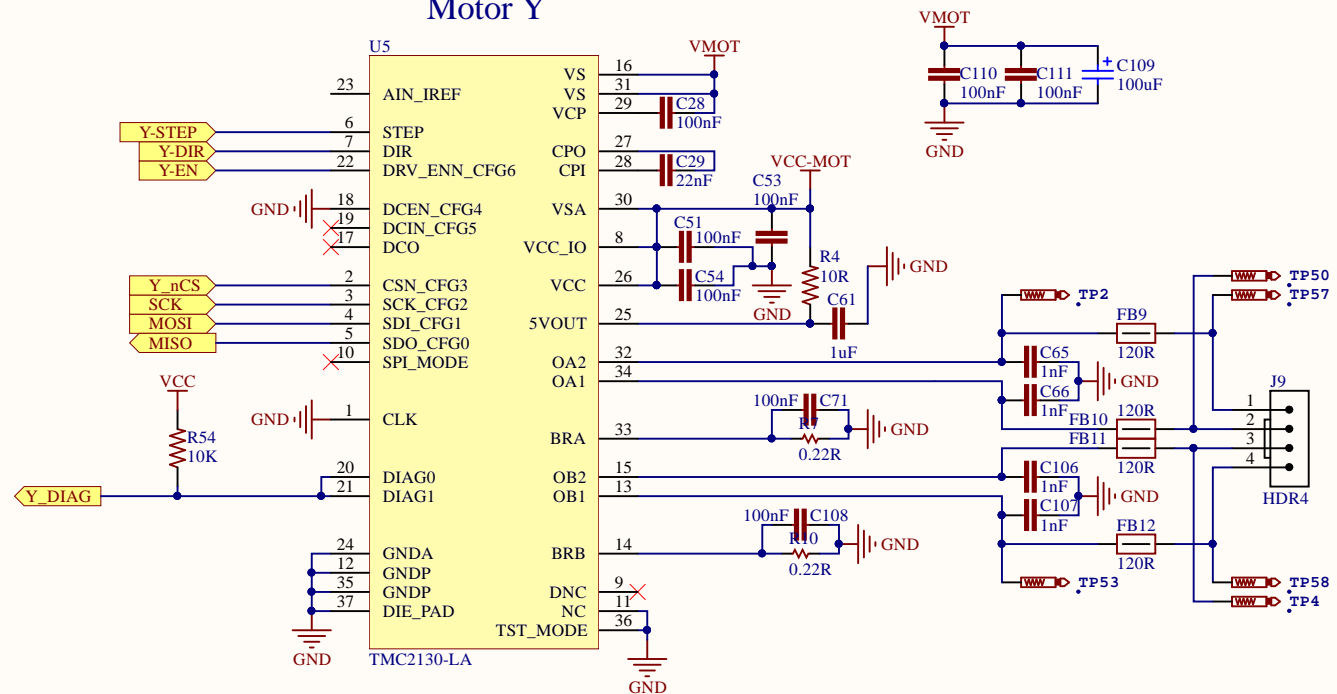 Motor Y
U5
VMOT
VMOT
C110
100nF
C111
100nF
+
C109
100uF
GND
23
AIN_IREF
VS
16
VS
31
VCP
29
C28
100nF
Y-STEP
6
STEP
Y-DIR
7
DIR
Y-EN
22
DRV_ENN_CFG6
CPO
27
CPI
28
C29
22nF
VCC-MOT
C53
100nF
GND
18
DCEN_CFG4
19
DCIN_CFG5
17
DCO
VSA
30
VCC_IO
8
C51
100nF
VCC
26
C54
100nF
GND
R4
10R
GND
C61
1uF
5VOUT
25
Y_nCS
2
CSN_CFG3
SCK
3
SCK_CFG2
MOSI
4
SDI_CFG1
MISO
5
SDO_CFG0
10
SPI_MODE
OA2
32
OA1
34
TP2
TP50
TP57
FB9
120R
C65
1nF
C66
1nF
GND
J9
1
2
3
4
HDR4
FB10
120R
FB11
120R
VCC
R54
10K
GND
1
CLK
BRA
33
100nF
C71
R7
0.22R
GND
20
DIAG0
21
DIAG1
Y_DIAG
OB2
15
OB1
13
C106
1nF
C107
1nF
GND
FB12
120R
100nF
C108
R10
0.22R
GND
24
GNDA
12
GNDP
35
GNDP
37
DIE_PAD
BRB
14
DNC
9
NC
11
TST_MODE
36
TP53
TP58
TP4
GND
TMC2130-LA
GND